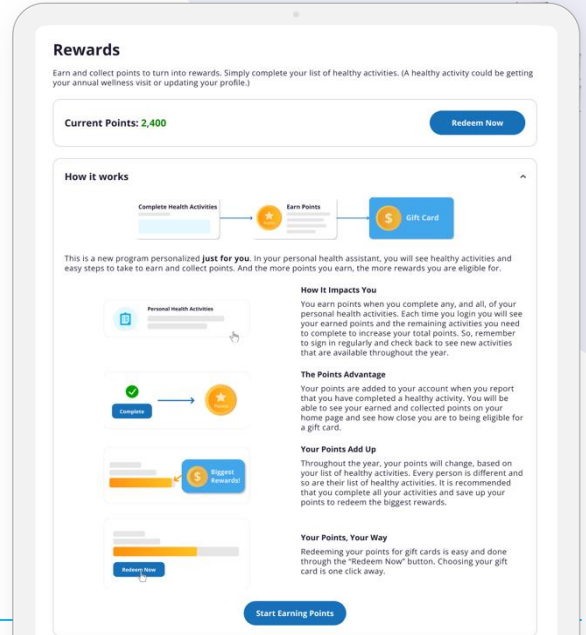 Rewards
Earn and collect points to turn into rewards. Simply complete your list of healthy activities. (A healthy activity could be getting
your annual wellness visit or updating your profile.)
Current Points: 2,400
Redeem Now
How it works
Complete Health Activities
Earn Points
Gift Card
This is a new program personalized just for you. In your personal health assistant, you will see healthy activities and
easy steps to take to earn and collect points. And the more points you earn, the more rewards you are eligible for.
Personal Health Activities
How It Impacts You
You earn points when you complete any, and all, of your
personal health activities. Each time you login you will see
your earned points and the remaining activities you need
to complete to increase your total points. So, remember
to sign in regularly and check back to see new activities
that are available throughout the year.
Complete
The Points Advantage
Your points are added to your account when you report
that you have completed a healthy activity. You will be
able to see your earned and collected points on your
home page and see how close you are to being eligible for
a gift card.
Biggest
Rewards!
Your Points Add Up
Throughout the year, your points will change, based on
your list of healthy activities. Every person is different and
so are their list of healthy activities. It is recommended
that you complete all your activities and save up your
points to redeem the biggest rewards.
Redeem Now
Your Points, Your Way
Redeeming your points for gift cards is easy and done
through the "Redeem Now" button. Choosing your gift
card is one click away.
Start Earning Points